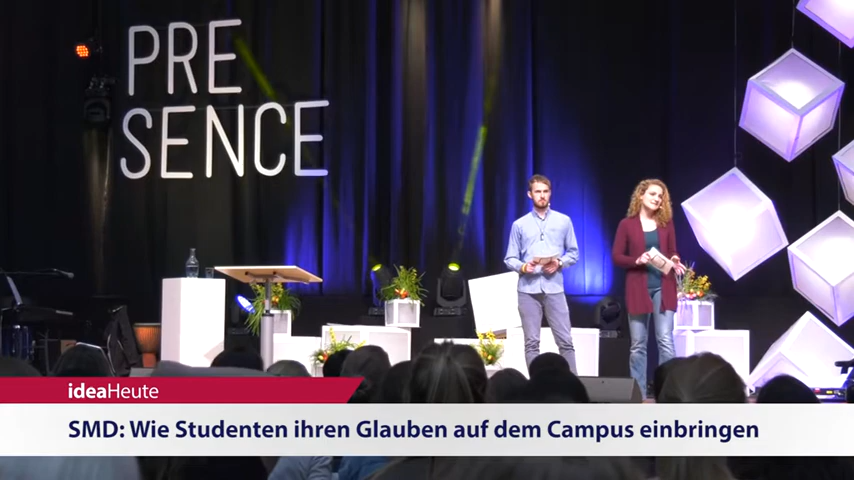 PRE
SENCE
ideaHeute
SMD: Wie Studenten ihren Glauben auf dem Campus einbringen